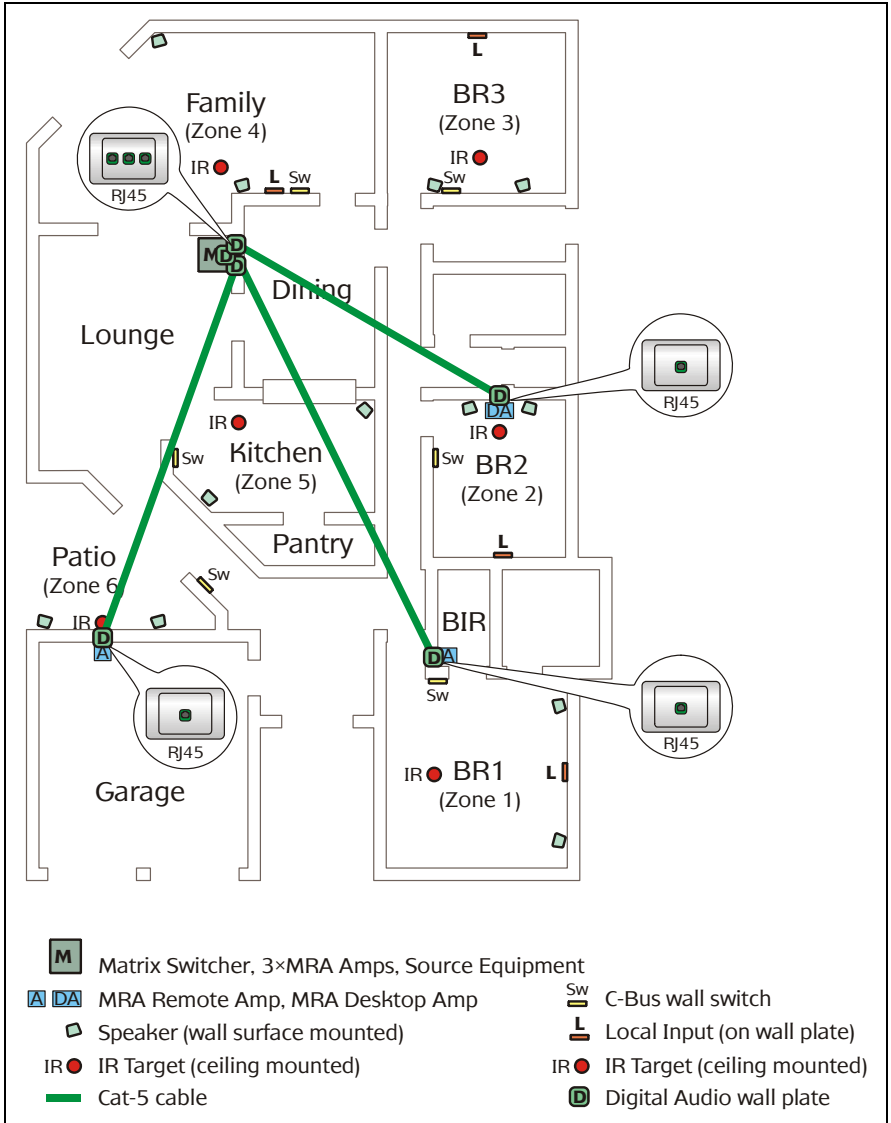 L
Family
(Zone 4)
BR3
(Zone 3)
IR
IR
RJ45
L
Sw
Sw
D
M
D
D
Dining
Lounge
RJ45
D
DA
IR
IR
Kitchen
(Zone 5)
Sw
Sw
BR2
(Zone 2)
Pantry
L
Patio
(Zone 6)
Sw
IR
BIR
D
A
D
A
Sw
RJ45
RJ45
IR
BR1
(Zone 1)
L
Garage
M
Matrix Switcher, 3×MRA Amps, Source Equipment
A
DA
MRA Remote Amp, MRA Desktop Amp
Sw
C-Bus wall switch
Speaker (wall surface mounted)
L
Local Input (on wall plate)
IR
IR Target (ceiling mounted)
IR
IR Target (ceiling mounted)
Cat-5 cable
D
Digital Audio wall plate